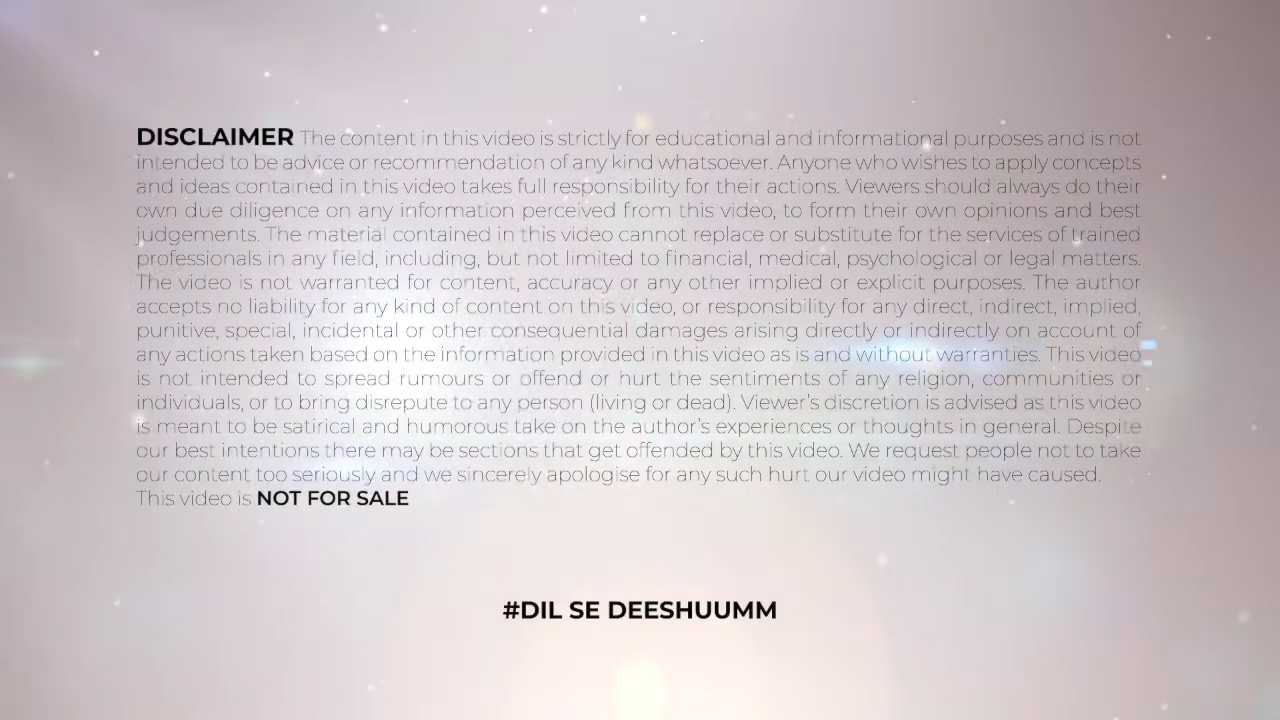 DISCLAIMER The content in this video is strictly for educational and informational purposes and is not
intended to be advice or recommendation of any kind whatsoever. Anyone who wishes to apply concepts
and ideas contained in this video takes full responsibility for their actions. Viewers should always do their
own due diligence on any information perceived from this video, to form their own opinions and best
judgements. The material contained in this video cannot replace or substitute for the services of trained
professionals in any field, including, but not limited to financial, medical, psychological or legal matters.
The video is not warranted for content, accuracy or any other implied or explicit purposes. The author
accepts no liability for any kind of content on this video, or responsibility for any direct, indirect, implied,
punitive, special, incidental or other consequential damages arising directly or indirectly on account of
any actions taken based on the information provided in this video as is and without warranties. This video
is not intended to spread rumours or offend or hurt the sentiments of any religion, communities or
individuals, or to bring disrepute to any person (living or dead). Viewer's discretion is advised as this video
is meant to be satirical and humorous take on the author's experiences or thoughts in general. Despite
our best intentions there may be sections that get offended by this video. We request people not to take
our content too seriously and we sincerely apologise for any such hurt our video might have caused.
This video is NOT FOR SALE
#DIL SE DEESHUUMM